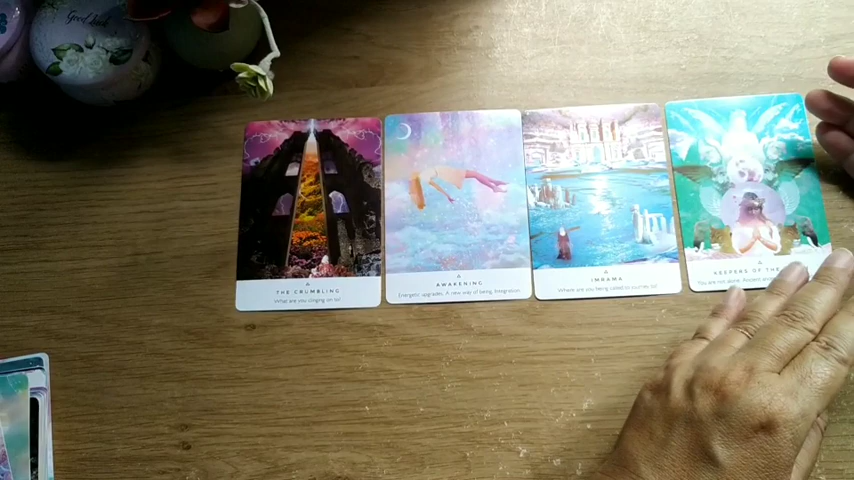 Good luck
THE CRUMBLING
What are you clinging on to?
AWAKENING
Energetic upgrades. A new way of being. Integration
IMRAMA
Where are you being called to journey to?
KEEPERS OF THE
You are not alone. Ancient